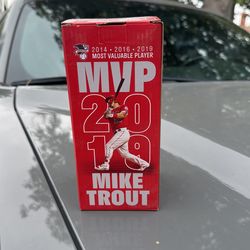 2014 • 2016 • 2019
MOST VALUABLE PLAYER
MVP
20
19
MIKE
TROUT